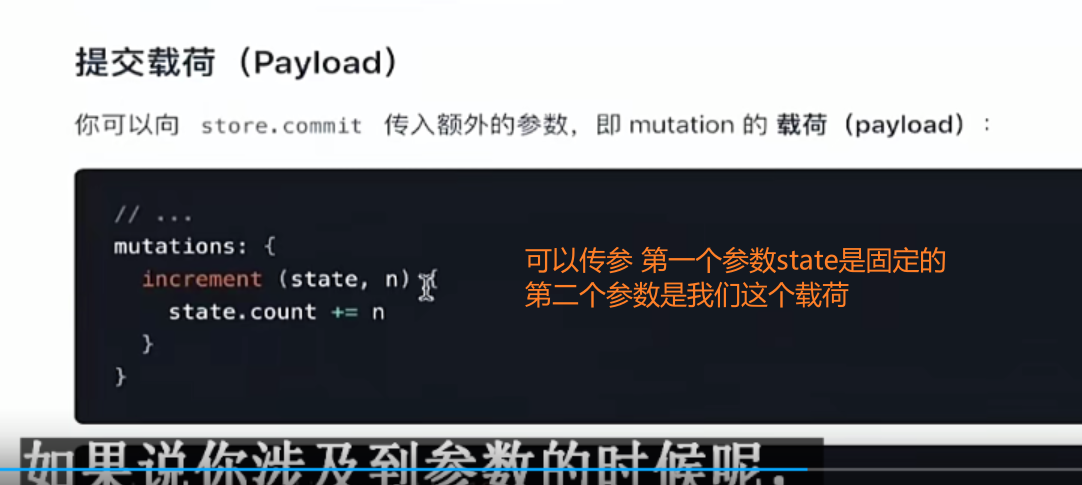 提交载荷（Payload）
你可以向 store.commit 传入额外的参数，即 mutation 的 载荷（payload）：
// ...
mutations: {
increment (state, n) {
state.count += n
}
}
可以传参 第一个参数state是固定的
第二个参数是我们这个载荷
如果说你涉及到参数的时候呢，